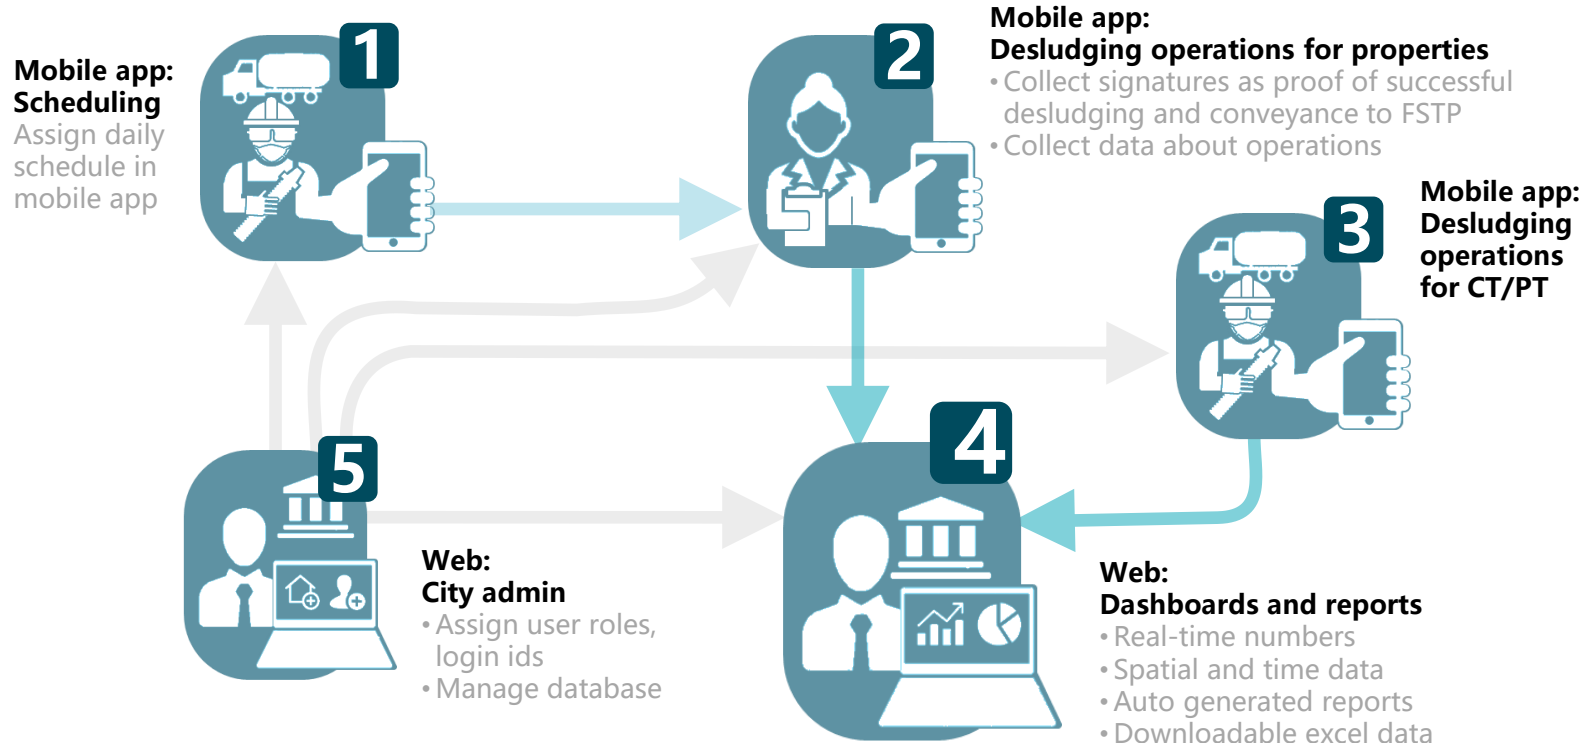 1
Mobile app:
Scheduling
Assign daily
schedule in
mobile app
2
Mobile app:
Desludging operations for properties
• Collect signatures as proof of successful
desludging and conveyance to FSTP
• Collect data about operations
3
Mobile app:
Desludging
operations
for CT/PT
4
Web:
Dashboards and reports
• Real-time numbers
• Spatial and time data
• Auto generated reports
• Downloadable excel data
5
Web:
City admin
• Assign user roles,
login ids
• Manage database